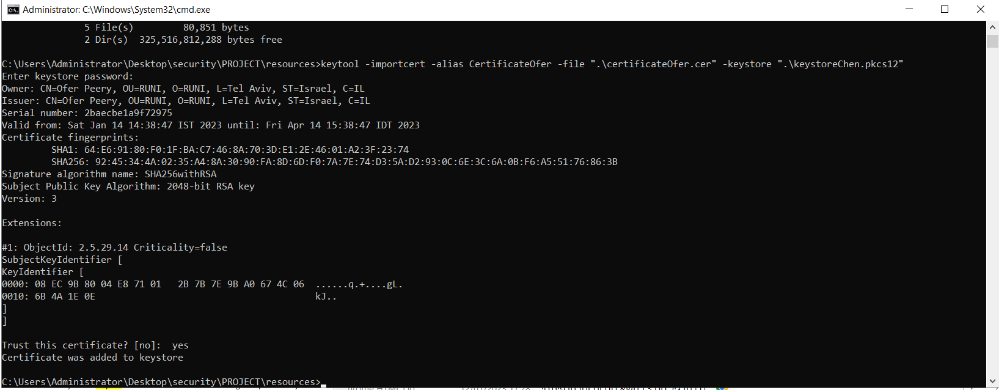 Administrator: C:\Windows\System32\cmd.exe
5 File(s) 80,851 bytes
2 Dir(s) 325,516,812,288 bytes free
C:\Users\Administrator\Desktop\security\PROJECT\resources>keytool -importcert -alias CertificateOfer -file ".\certificateOfer.cer" -keystore ".\keystoreChen.pkcs12"
Enter keystore password:
Owner: CN=Ofer Peery, OU=RUNI, O=RUNI, L=Tel Aviv, ST=Israel, C=IL
Issuer: CN=Ofer Peery, OU=RUNI, O=RUNI, L=Tel Aviv, ST=Israel, C=IL
Serial number: 2baecbe1a9f72975
Valid from: Sat Jan 14 14:38:47 IST 2023 until: Fri Apr 14 15:38:47 IDT 2023
Certificate fingerprints:
SHA1: 64:E6:91:80:F0:1F:BA:C7:46:8A:70:3D:E1:2E:46:01:A2:3F:23:74
SHA256: 92:45:34:4A:02:35:A4:8A:30:90:FA:8D:6D:F0:7A:7E:74:D3:5A:D2:93:0C:6E:3C:6A:0B:F6:A5:51:76:86:3B
Signature algorithm name: SHA256withRSA
Subject Public Key Algorithm: 2048-bit RSA key
Version: 3
Extensions:
#1: ObjectId: 2.5.29.14 Criticality=false
SubjectKeyIdentifier [
KeyIdentifier [
0000: 08 EC 9B 80 04 E8 71 01 2B 7B 7E 9B A0 67 4C 06 ......q.+....gL.
0010: 6B 4A 1E 0E kJ..
]
]
Trust this certificate? [no]: yes
Certificate was added to keystore
C:\Users\Administrator\Desktop\security\PROJECT\resources>